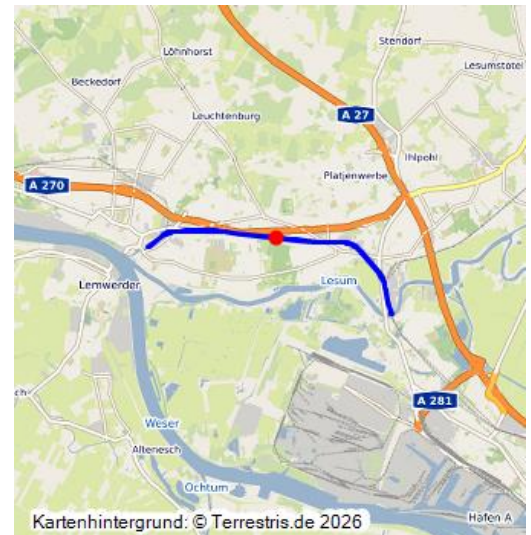 Stendorf
Löhnhorst
Lesumstotel
Beckedorf
Leuchtenburg
A 27
Ihlpohl
Platjenwerbe
A 270
Lesum
Lemwerder
A 281
Weser
Altenesch
Ochtum
Hafen A
Kartenhintergrund: © Terrestris.de 2026